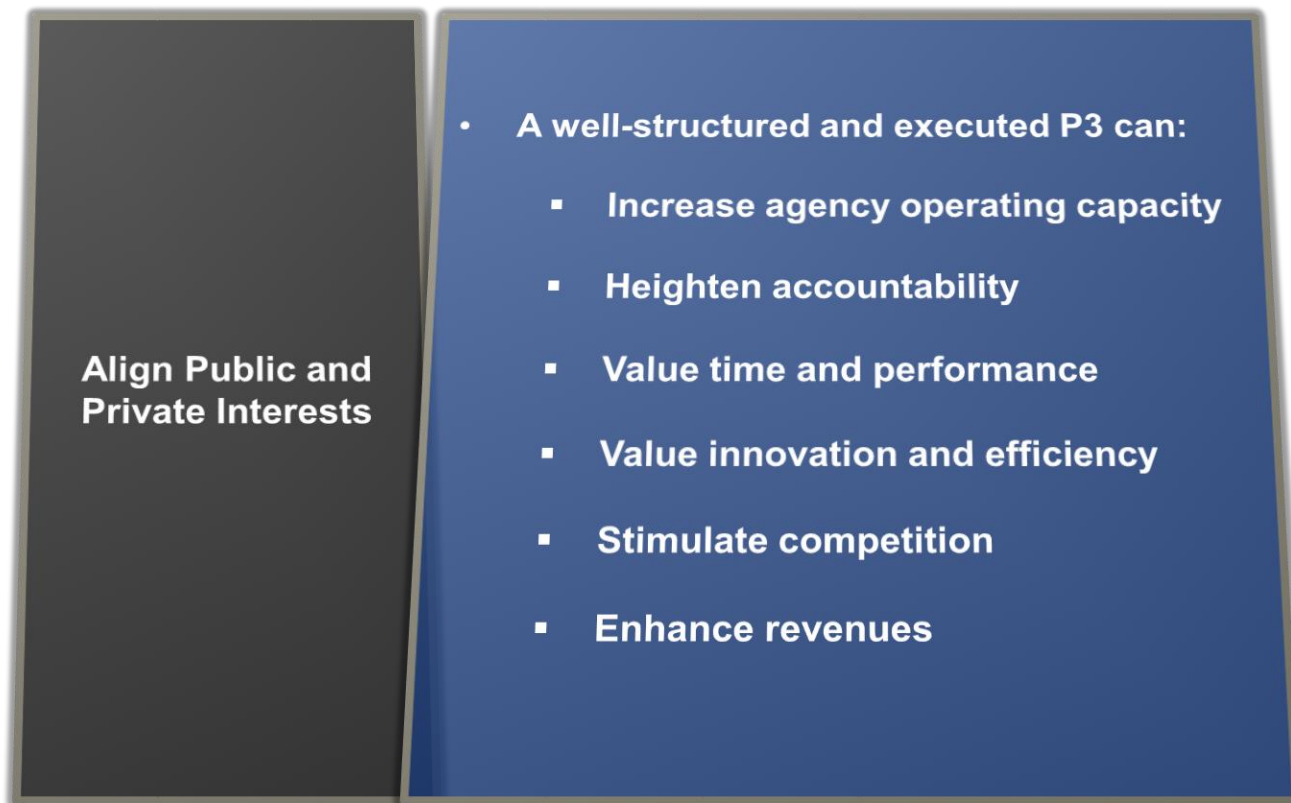 Align Public and
Private Interests
• A well-structured and executed P3 can:
▪ Increase agency operating capacity
▪ Heighten accountability
▪ Value time and performance
▪ Value innovation and efficiency
▪ Stimulate competition
▪ Enhance revenues